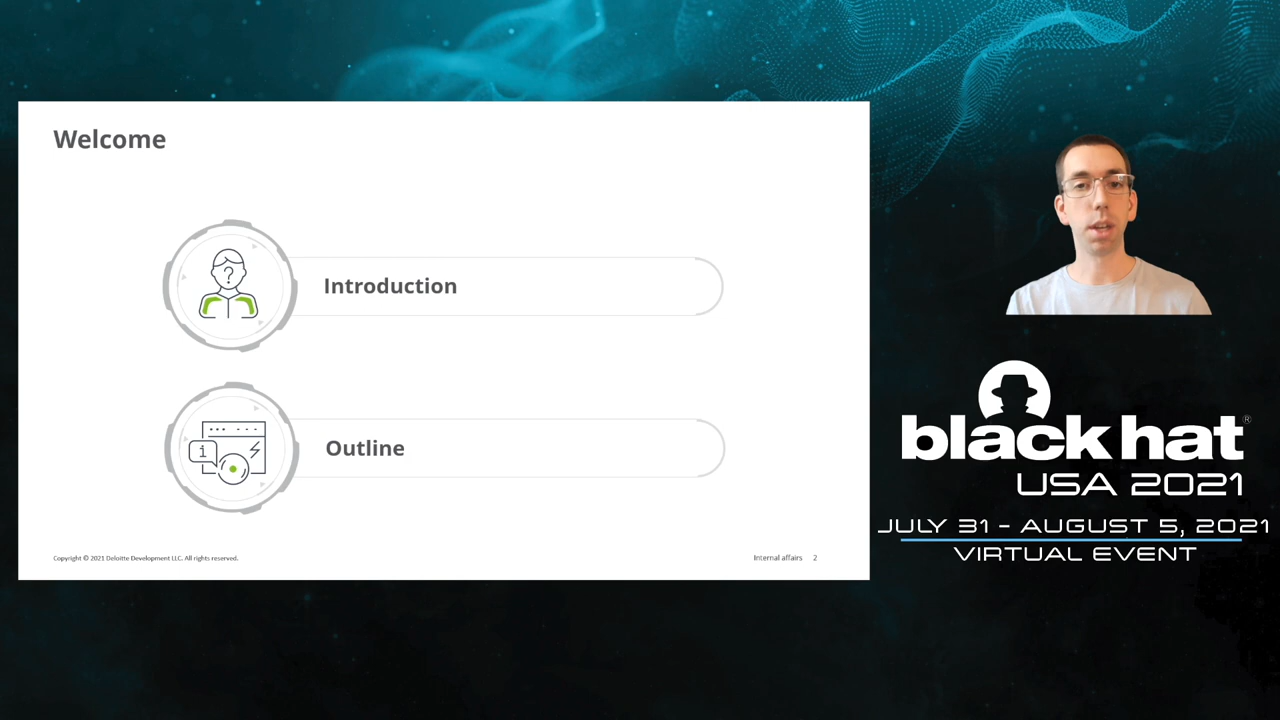 Welcome
?
Introduction
i
Outline
Copyright © 2021 Deloitte Development LLC. All rights reserved.
Internal affairs 2
black hat®
USA 2021
JULY 31 - AUGUST 5, 2021
VIRTUAL EVENT